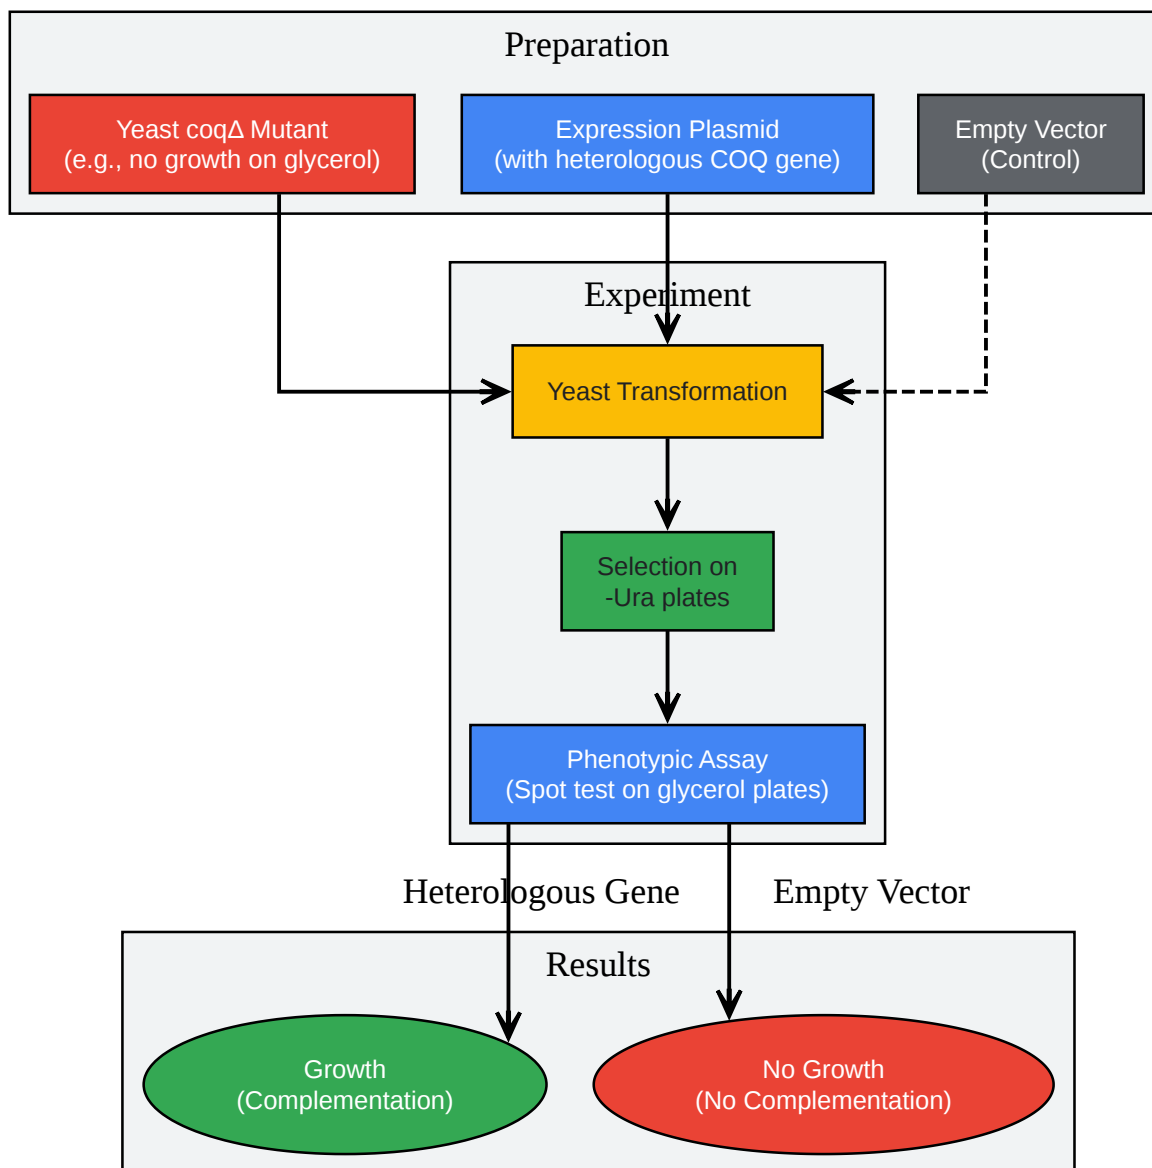 Preparation
Yeast coqΔ Mutant
(e.g., no growth on glycerol)
Expression Plasmid
(with heterologous COQ gene)
Empty Vector
(Control)
Experiment
Yeast Transformation
Selection on
-Ura plates
Phenotypic Assay
(Spot test on glycerol plates)
Heterologous Gene
Empty Vector
Results
Growth
(Complementation)
No Growth
(No Complementation)